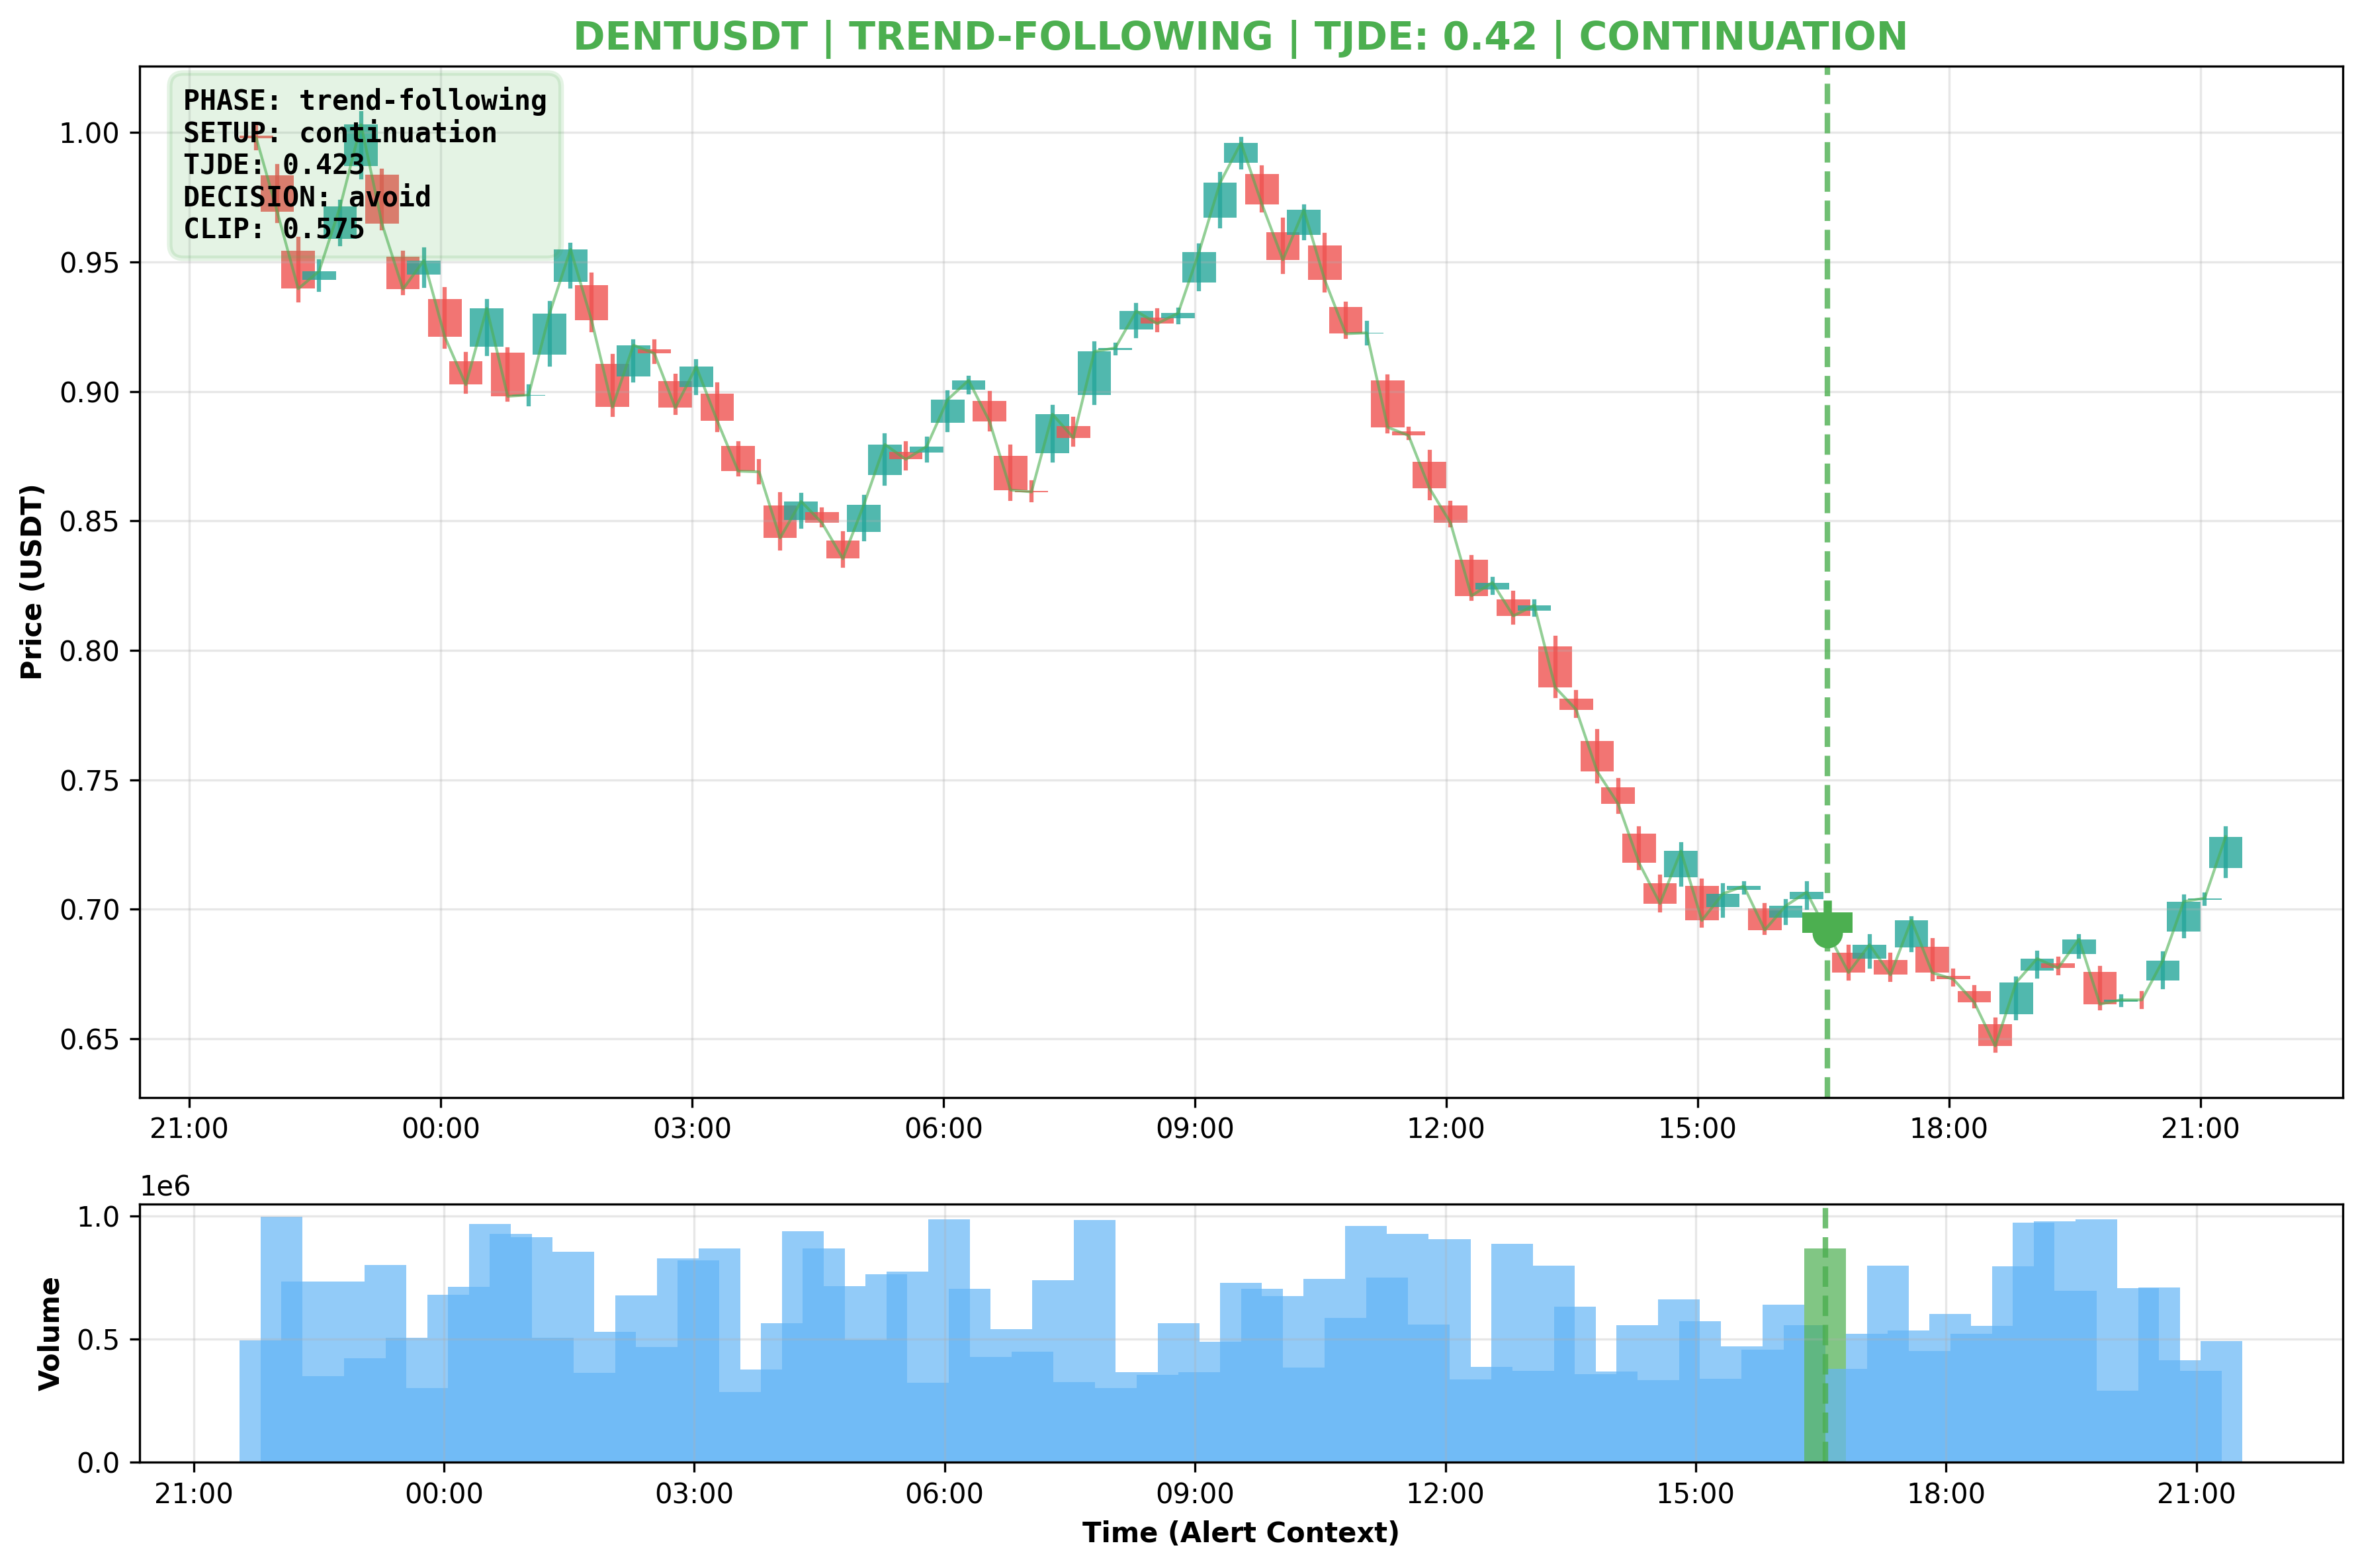 DENTUSDT | TREND-FOLLOWING | TJDE: 0.42 | CONTINUATION
PHASE: trend-following
SETUP: continuation
TJDE: 0.423
DECISION: avoid
CLIP: 0.575
Price (USDT)
1.00
0.95
0.90
0.85
0.80
0.75
0.70
0.65
21:00 00:00 03:00 06:00 09:00 12:00 15:00 18:00 21:00
1e6
Volume
1.0
0.5
0.0
21:00 00:00 03:00 06:00 09:00 12:00 15:00 18:00 21:00
Time (Alert Context)